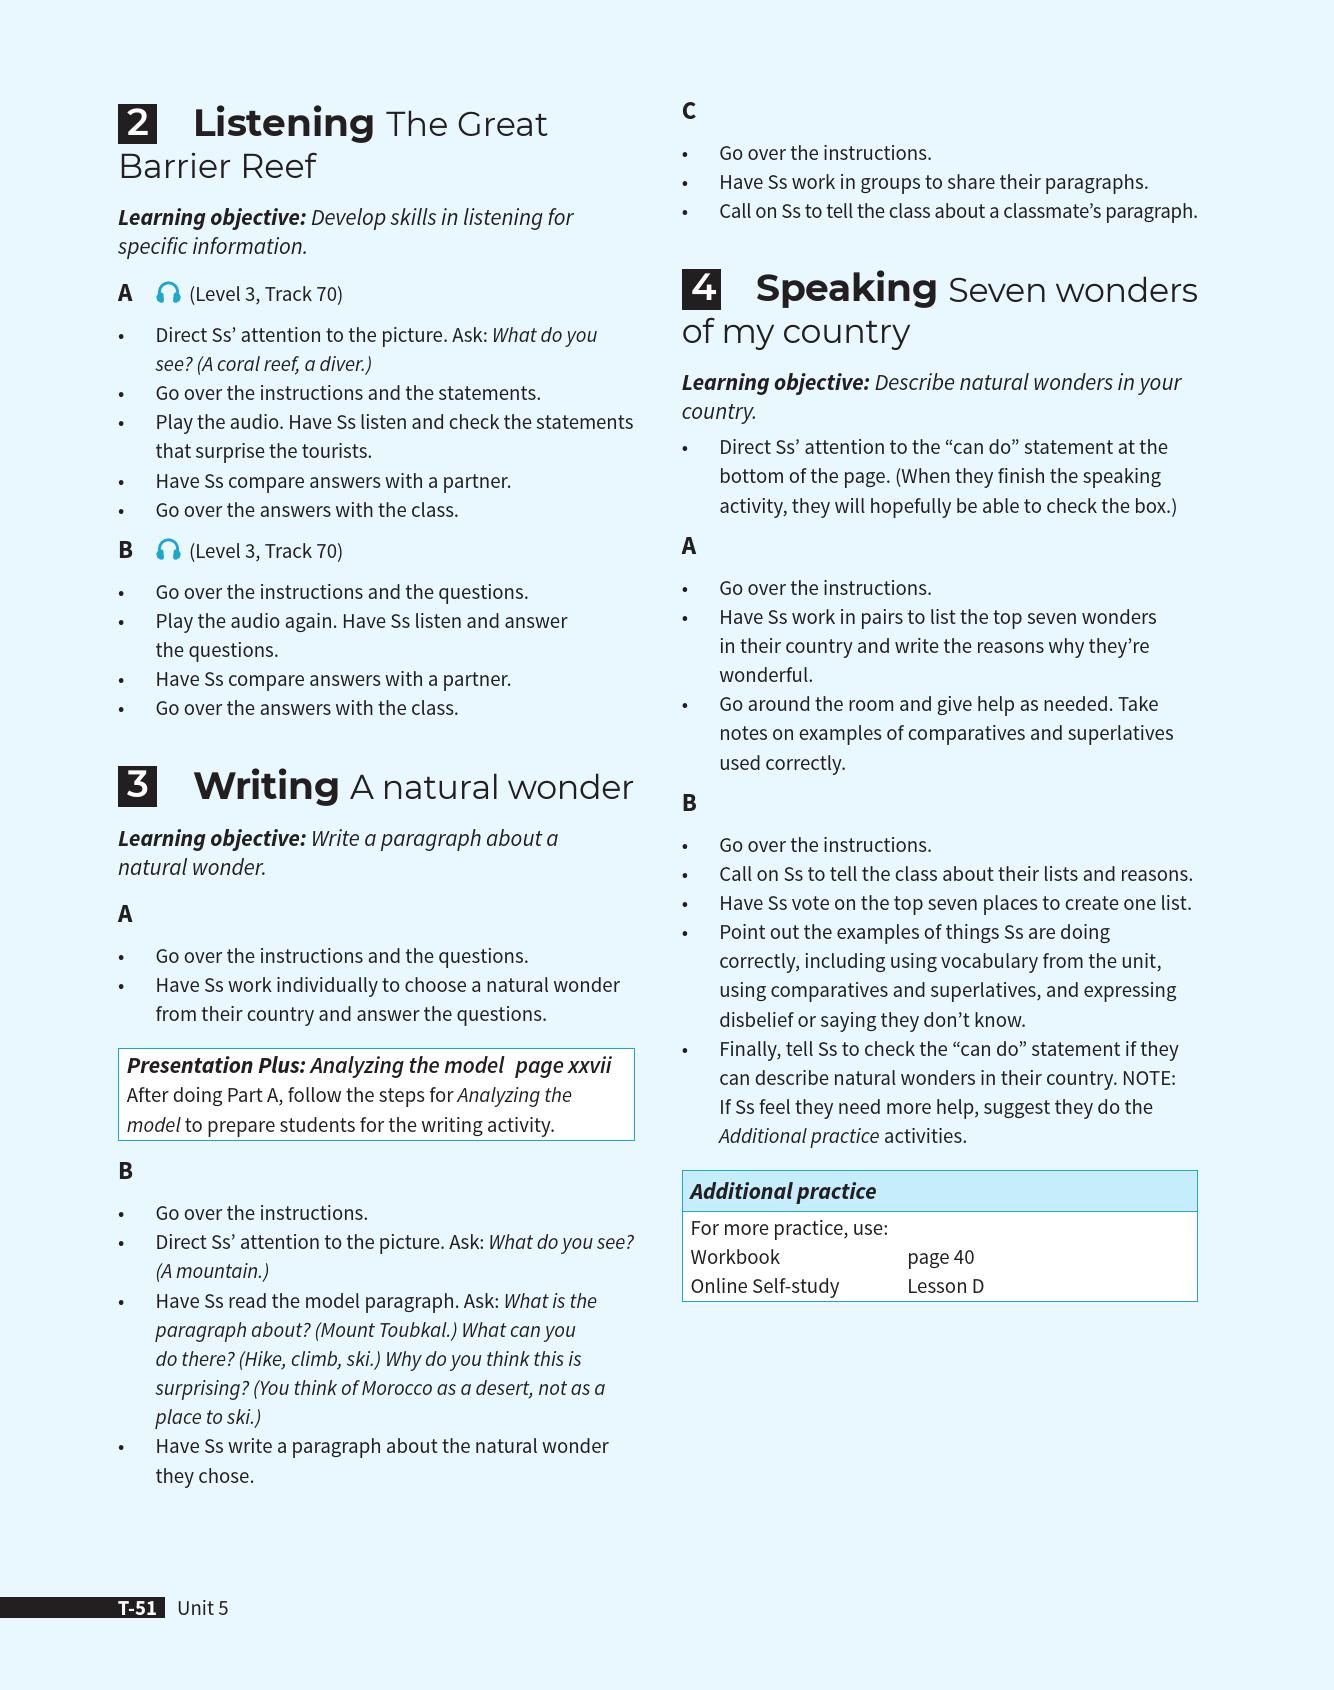 2 Listening The Great
Barrier Reef
Learning objective: Develop skills in listening for
specific information.
A (Level 3, Track 70)
• Direct Ss’ attention to the picture. Ask: What do you
see? (A coral reef, a diver.)
• Go over the instructions and the statements.
• Play the audio. Have Ss listen and check the statements
that surprise the tourists.
• Have Ss compare answers with a partner.
• Go over the answers with the class.
B (Level 3, Track 70)
• Go over the instructions and the questions.
• Play the audio again. Have Ss listen and answer
the questions.
• Have Ss compare answers with a partner.
• Go over the answers with the class.
3 Writing A natural wonder
Learning objective: Write a paragraph about a
natural wonder.
A
• Go over the instructions and the questions.
• Have Ss work individually to choose a natural wonder
from their country and answer the questions.
Presentation Plus: Analyzing the model page xxvii
After doing Part A, follow the steps for Analyzing the
model to prepare students for the writing activity.
B
• Go over the instructions.
• Direct Ss’ attention to the picture. Ask: What do you see?
(A mountain.)
• Have Ss read the model paragraph. Ask: What is the
paragraph about? (Mount Toubkal.) What can you
do there? (Hike, climb, ski.) Why do you think this is
surprising? (You think of Morocco as a desert, not as a
place to ski.)
• Have Ss write a paragraph about the natural wonder
they chose.
C
• Go over the instructions.
• Have Ss work in groups to share their paragraphs.
• Call on Ss to tell the class about a classmate’s paragraph.
4 Speaking Seven wonders
of my country
Learning objective: Describe natural wonders in your
country.
• Direct Ss’ attention to the “can do” statement at the
bottom of the page. (When they finish the speaking
activity, they will hopefully be able to check the box.)
A
• Go over the instructions.
• Have Ss work in pairs to list the top seven wonders
in their country and write the reasons why they’re
wonderful.
• Go around the room and give help as needed. Take
notes on examples of comparatives and superlatives
used correctly.
B
• Go over the instructions.
• Call on Ss to tell the class about their lists and reasons.
• Have Ss vote on the top seven places to create one list.
• Point out the examples of things Ss are doing
correctly, including using vocabulary from the unit,
using comparatives and superlatives, and expressing
disbelief or saying they don’t know.
• Finally, tell Ss to check the “can do” statement if they
can describe natural wonders in their country. NOTE:
If Ss feel they need more help, suggest they do the
Additional practice activities.
Additional practice
For more practice, use:
Workbook page 40
Online Self-study Lesson D
T-51 Unit 5